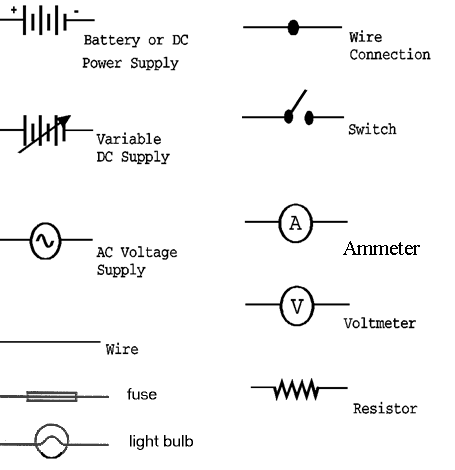 + -
Battery or DC
Power Supply
Variable
DC Supply
AC Voltage
Supply
Wire
fuse
light bulb
Wire
Connection
Switch
A
Ammeter
V
Voltmeter
Resistor